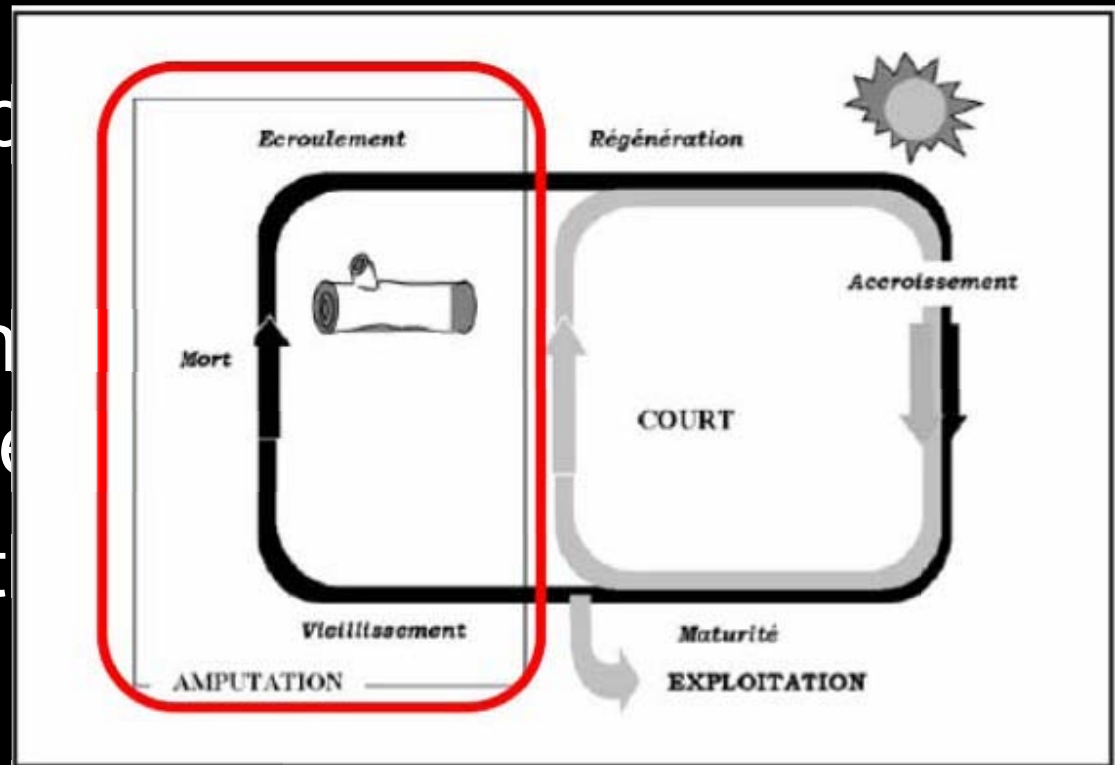 Ecroulement
Régénération
Accroissement
Mort
COURT
Vieillissement
Maturité
AMPUTATION
EXPLOITATION